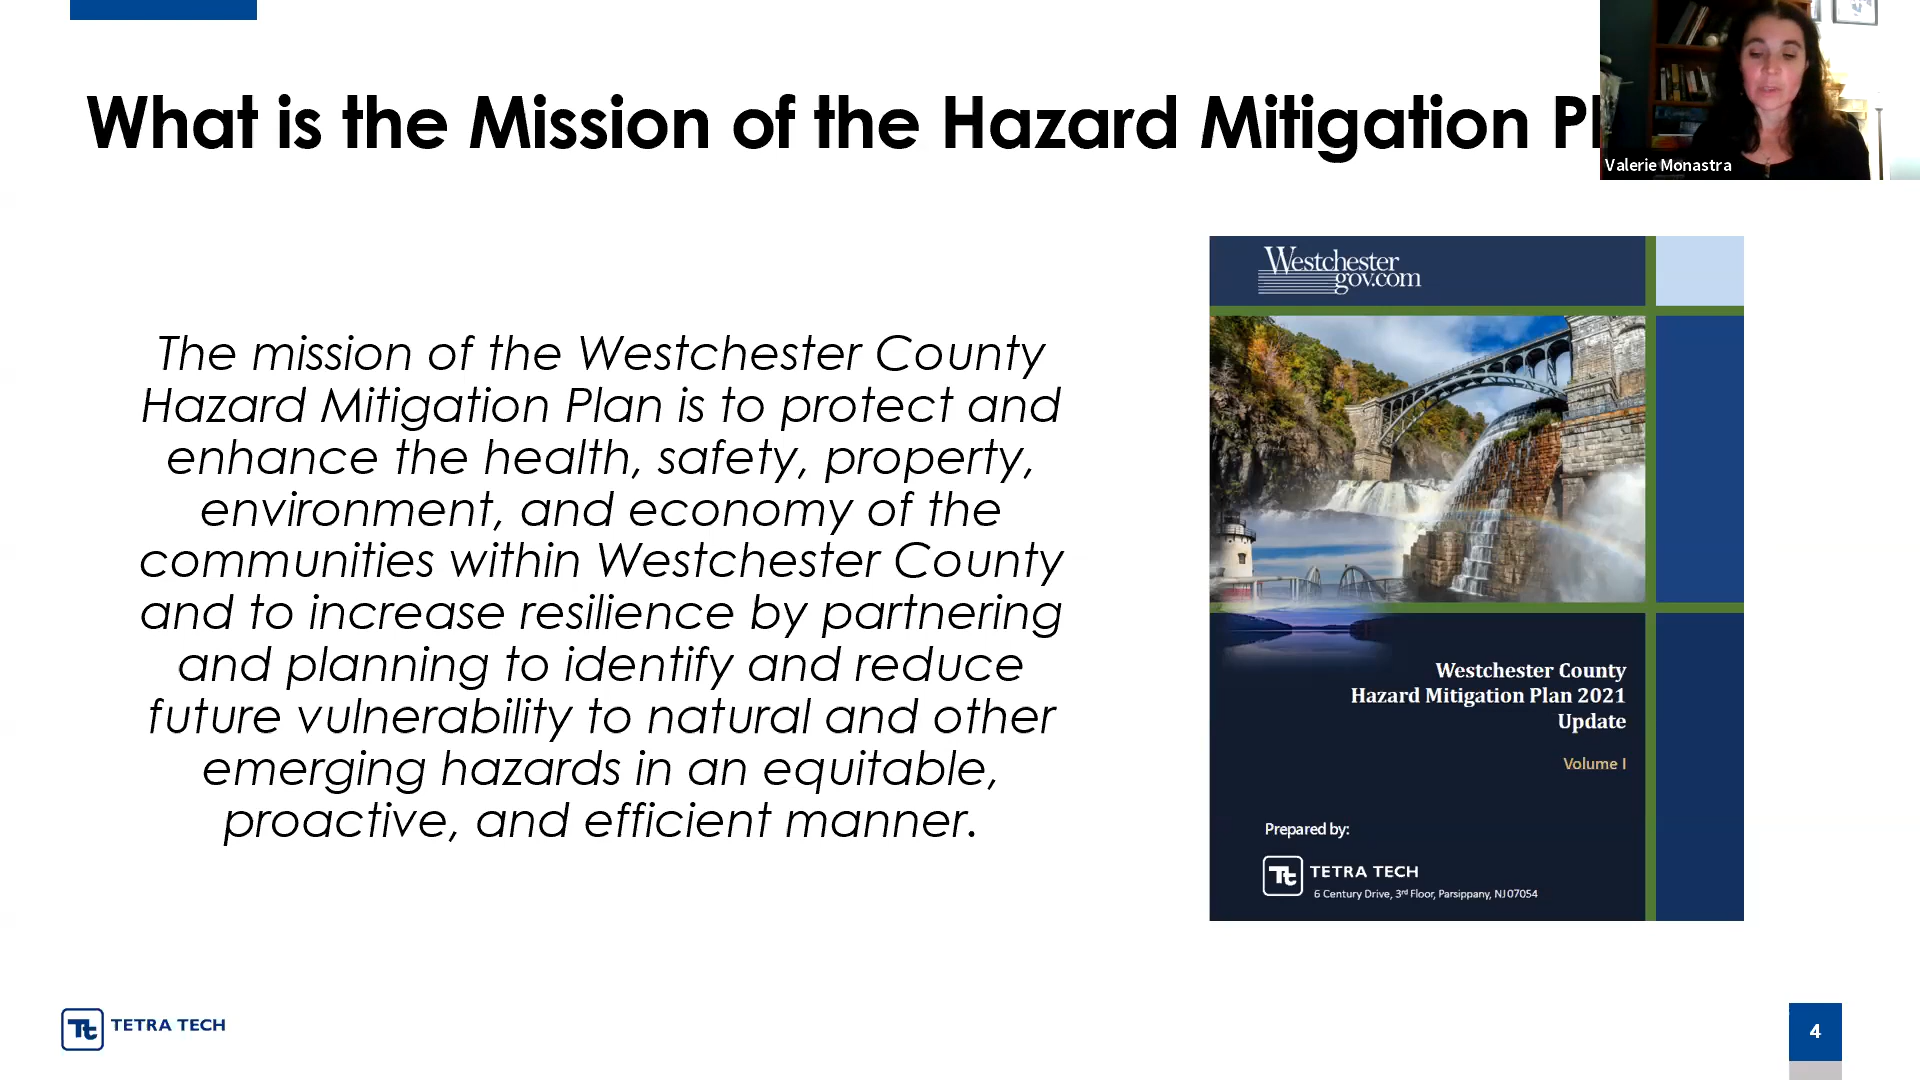 What is the Mission of the Hazard Mitigation Pl
Valerie Monastra
The mission of the Westchester County
Hazard Mitigation Plan is to protect and
enhance the health, safety, property,
environment, and economy of the
communities within Westchester County
and to increase resilience by partnering
and planning to identify and reduce
future vulnerability to natural and other
emerging hazards in an equitable,
proactive, and efficient manner.
Westchester
gov.com
Westchester County
Hazard Mitigation Plan 2021
Update
Volume I
Prepared by:
Tt TETRA TECH
6 Century Drive, 3rd Floor, Parsippany, NJ 07054
Tt TETRA TECH
4